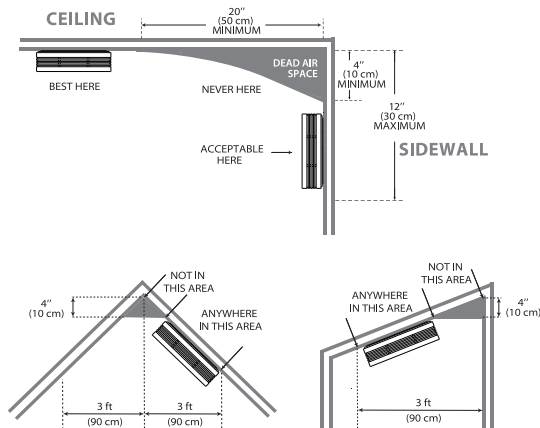 CEILING
20″
(50 cm)
MINIMUM
DEAD AIR
SPACE
4″
(10 cm)
MINIMUM
BEST HERE
NEVER HERE
12″
(30 cm)
MAXIMUM
ACCEPTABLE
HERE
SIDEWALL
NOT IN
THIS AREA
4″
(10 cm)
ANYWHERE
IN THIS AREA
3 ft
(90 cm)
3 ft
(90 cm)
NOT IN
THIS AREA
ANYWHERE
IN THIS AREA
4″
(10 cm)
3 ft
(90 cm)